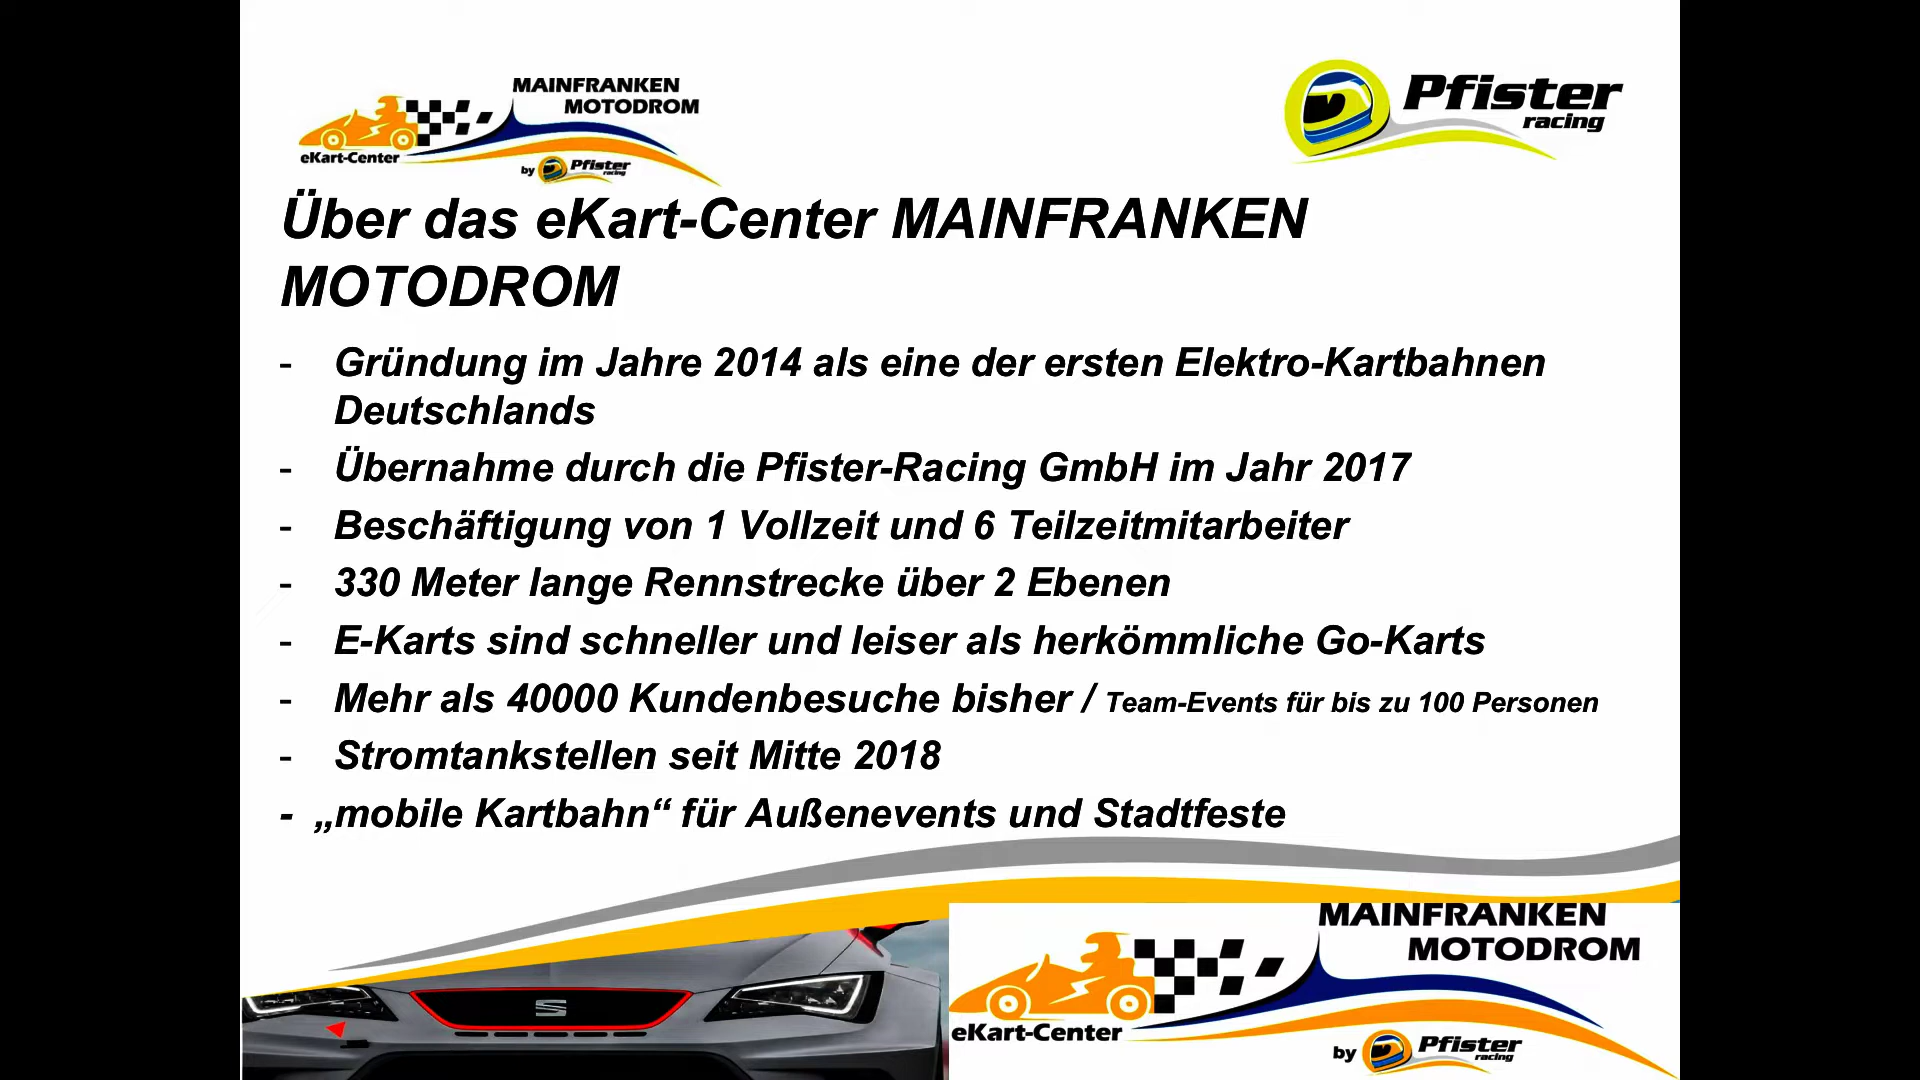 MAINFRANKEN
MOTODROM
eKart-Center
by Pfister
racing
Pfister
racing
Über das eKart-Center MAINFRANKEN
MOTODROM
- Gründung im Jahre 2014 als eine der ersten Elektro-Kartbahnen
Deutschlands
- Übernahme durch die Pfister-Racing GmbH im Jahr 2017
- Beschäftigung von 1 Vollzeit und 6 Teilzeitmitarbeiter
- 330 Meter lange Rennstrecke über 2 Ebenen
- E-Karts sind schneller und leiser als herkömmliche Go-Karts
- Mehr als 40000 Kundenbesuche bisher / Team-Events für bis zu 100 Personen
- Stromtankstellen seit Mitte 2018
- „mobile Kartbahn“ für Außenevents und Stadtfeste
MAINFRANKEN
MOTODROM
eKart-Center
by Pfister
racing